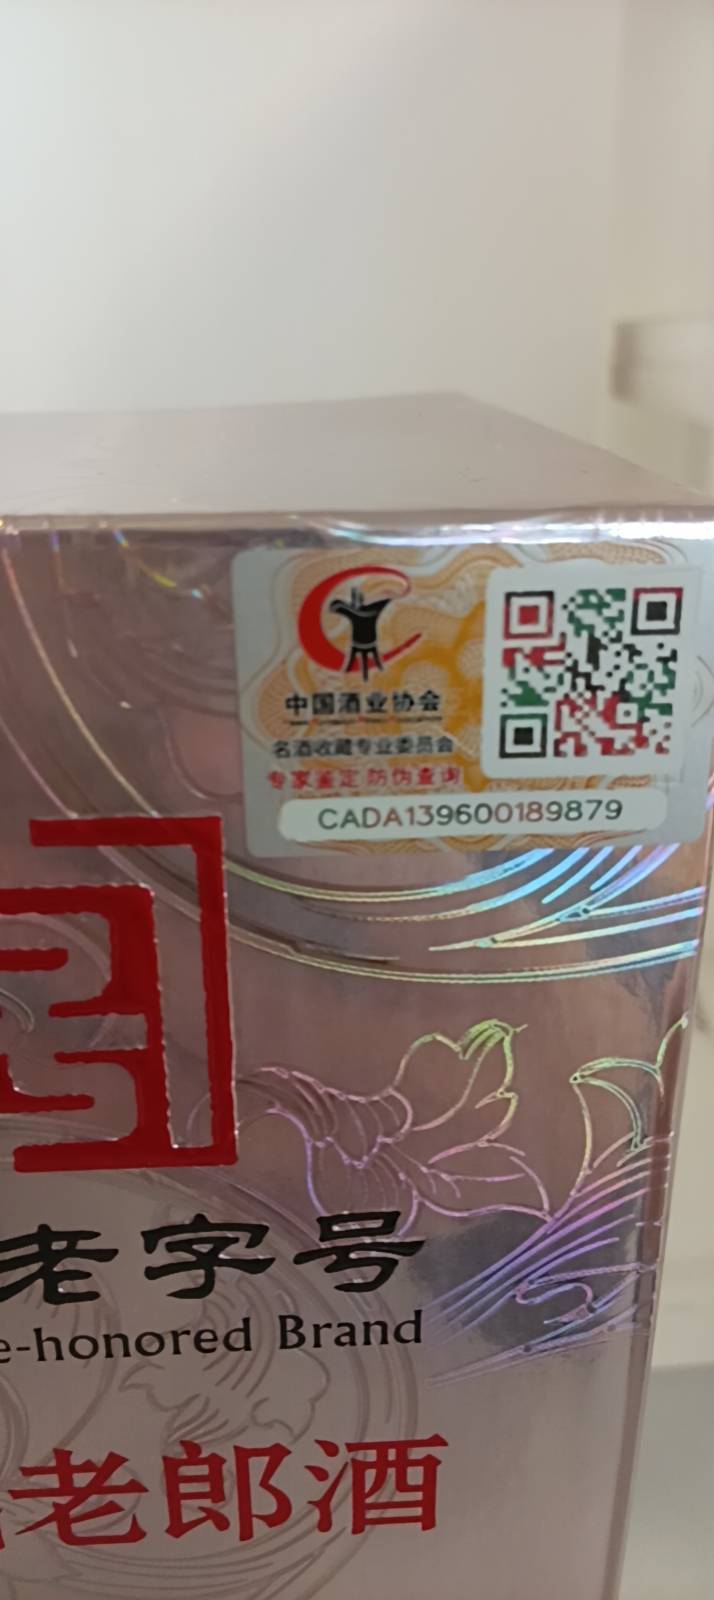 中国酒业协会
名酒收藏专业委员会
专家鉴定 防伪查询
CADA139600189879
老字号
e-honored Brand
老郎酒